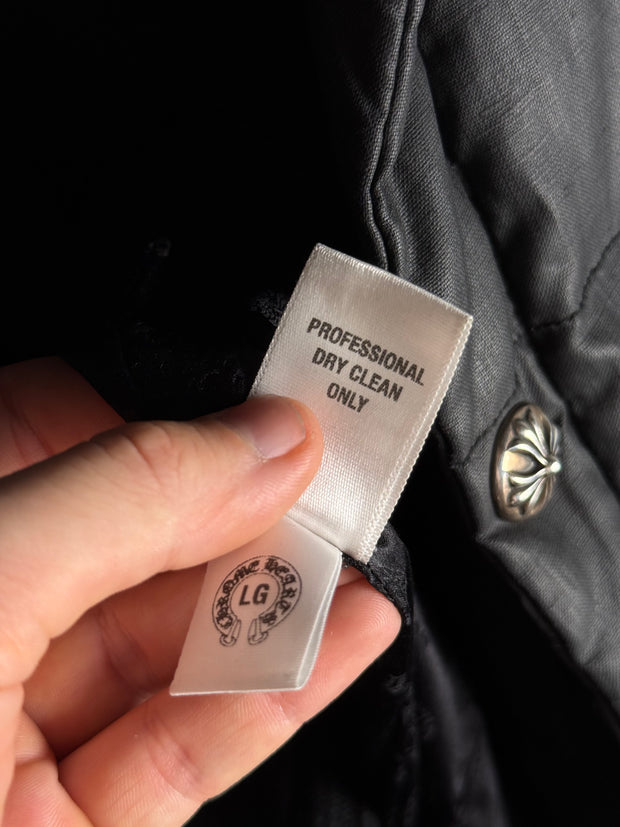 PROFESSIONAL
DRY CLEAN
ONLY
CHROME HEARTS
LG